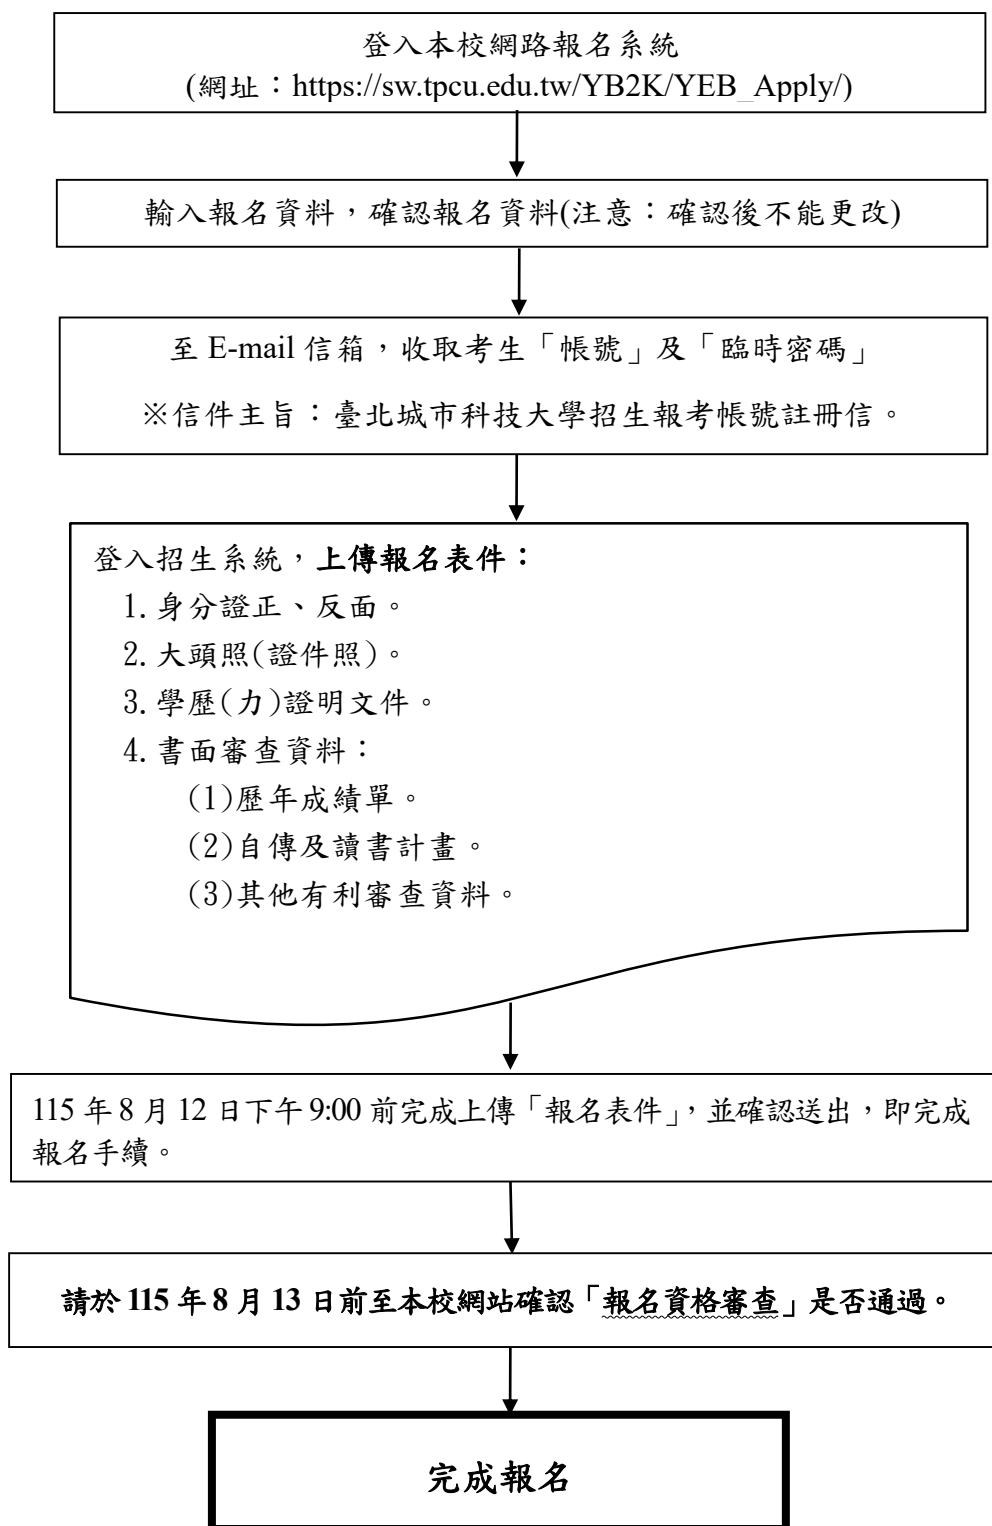 登入本校網路報名系統
(網址：https://sw.tpcu.edu.tw/YB2K/YEB_Apply/)
輸入報名資料，確認報名資料(注意：確認後不能更改)
至 E-mail 信箱，收取考生「帳號」及「臨時密碼」
※信件主旨：臺北城市科技大學招生報考帳號註冊信。
登入招生系統，上傳報名表件：
1. 身分證正、反面。
2. 大頭照(證件照)。
3. 學歷(力)證明文件。
4. 書面審查資料：
(1)歷年成績單。
(2)自傳及讀書計畫。
(3)其他有利審查資料。
115 年 8 月 12 日下午 9:00 前完成上傳「報名表件」，並確認送出，即完成
報名手續。
請於 115 年 8 月 13 日前至本校網站確認「報名資格審查」是否通過。
完成報名